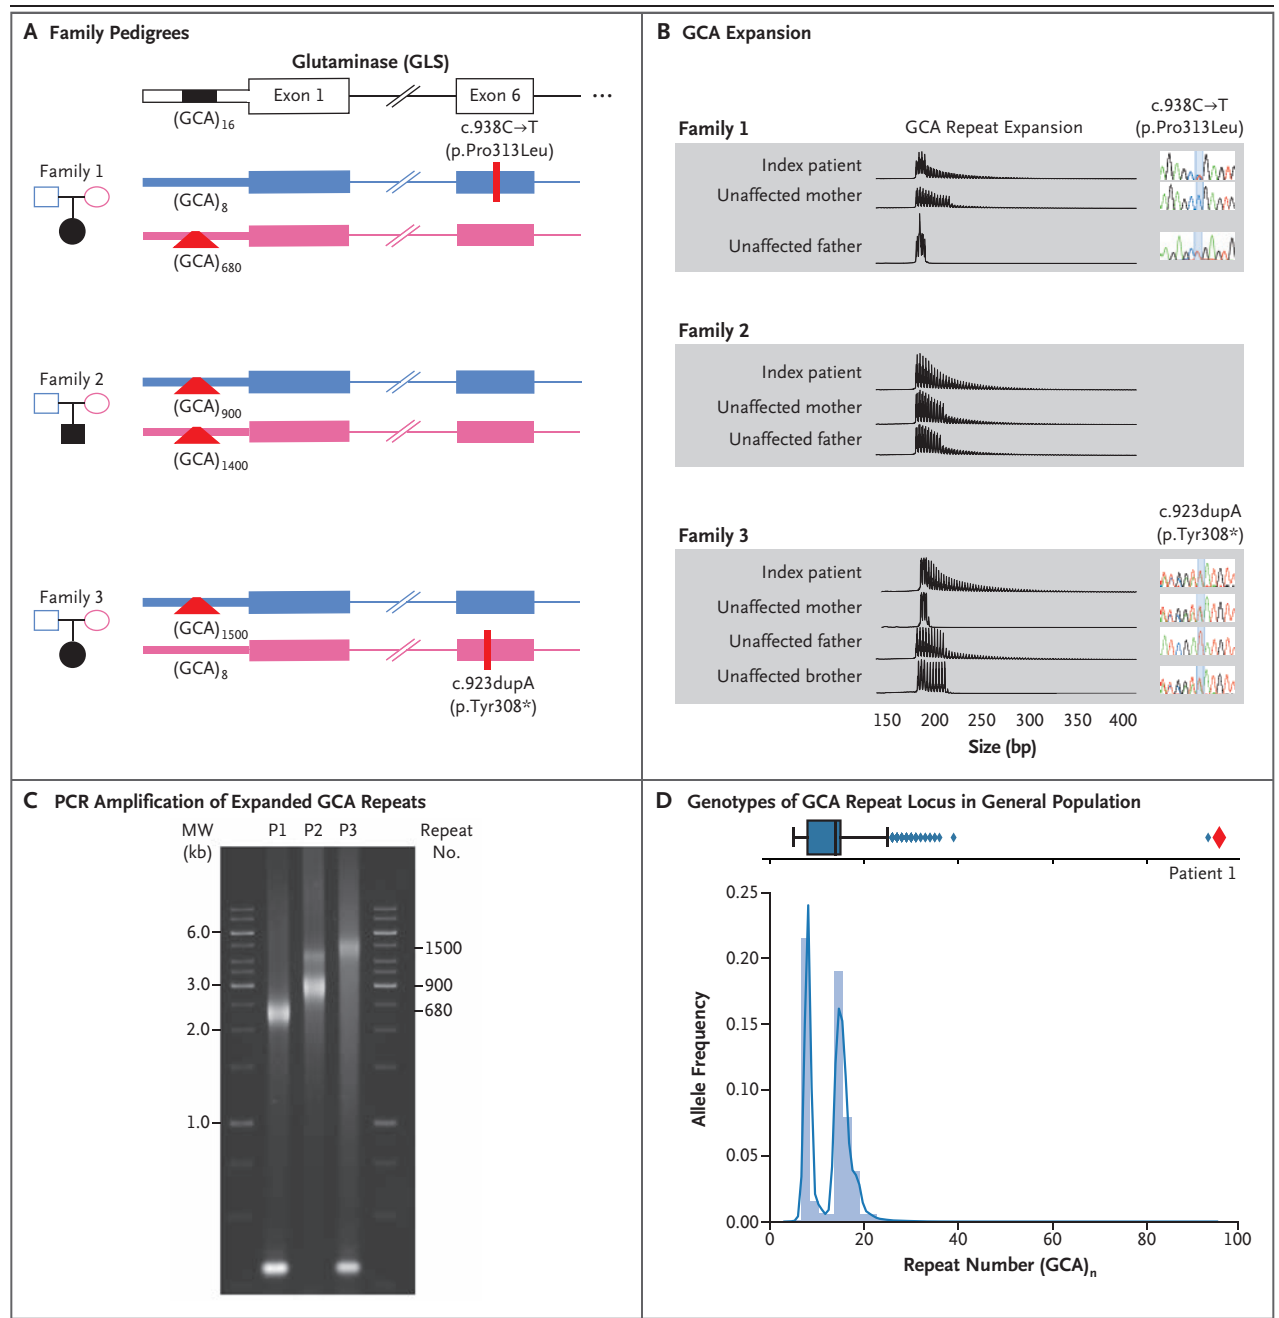 A Family Pedigrees
Glutaminase (GLS)
Exon 1
Exon 6
...
(GCA)16
c.938C→T
(p.Pro313Leu)
Family 1
(GCA)8
(GCA)680
Family 2
(GCA)900
(GCA)1400
Family 3
(GCA)1500
(GCA)8
c.923dupA
(p.Tyr308*)
B GCA Expansion
c.938C→T
(p.Pro313Leu)
Family 1
GCA Repeat Expansion
Index patient
Unaffected mother
Unaffected father
Family 2
Index patient
Unaffected mother
Unaffected father
c.923dupA
(p.Tyr308*)
Family 3
Index patient
Unaffected mother
Unaffected father
Unaffected brother
150 200 250 300 350 400
Size (bp)
C PCR Amplification of Expanded GCA Repeats
MW
(kb)
P1 P2 P3
Repeat
No.
6.0
3.0
2.0
1.0
1500
900
680
D Genotypes of GCA Repeat Locus in General Population
Patient 1
0.25
0.20
0.15
0.10
0.05
0.00
Allele Frequency
0 20 40 60 80 100
Repeat Number (GCA)n